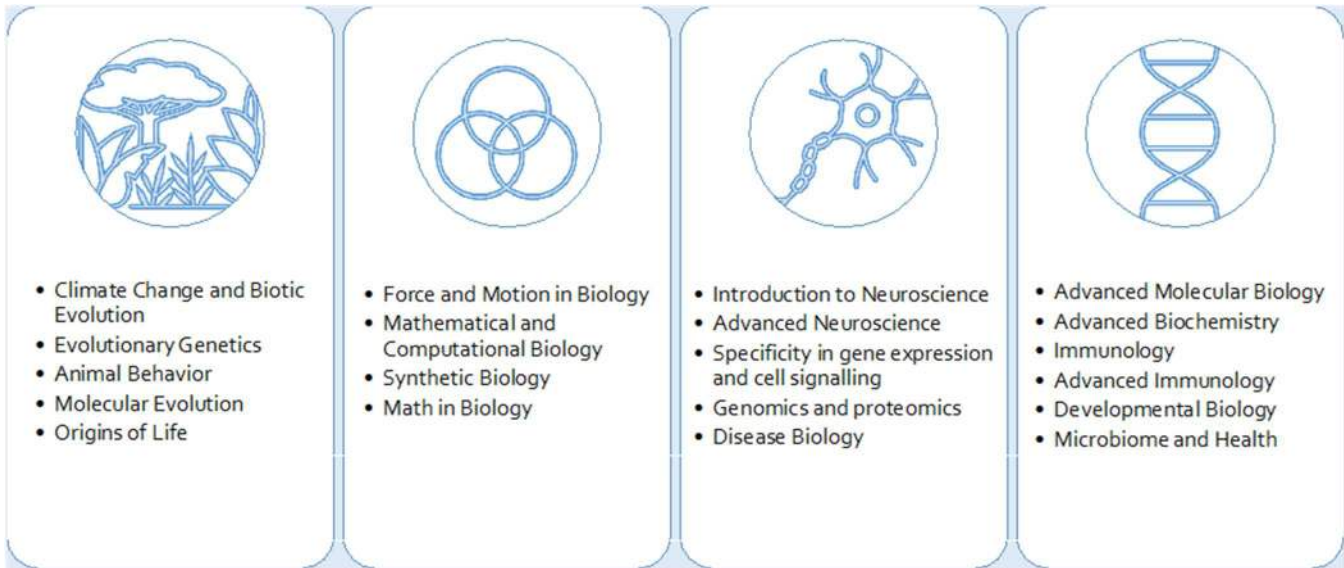 • Climate Change and Biotic
Evolution
• Evolutionary Genetics
• Animal Behavior
• Molecular Evolution
• Origins of Life
• Force and Motion in Biology
• Mathematical and
Computational Biology
• Synthetic Biology
• Math in Biology
• Introduction to Neuroscience
• Advanced Neuroscience
• Specificity in gene expression
and cell signalling
• Genomics and proteomics
• Disease Biology
• Advanced Molecular Biology
• Advanced Biochemistry
• Immunology
• Advanced Immunology
• Developmental Biology
• Microbiome and Health